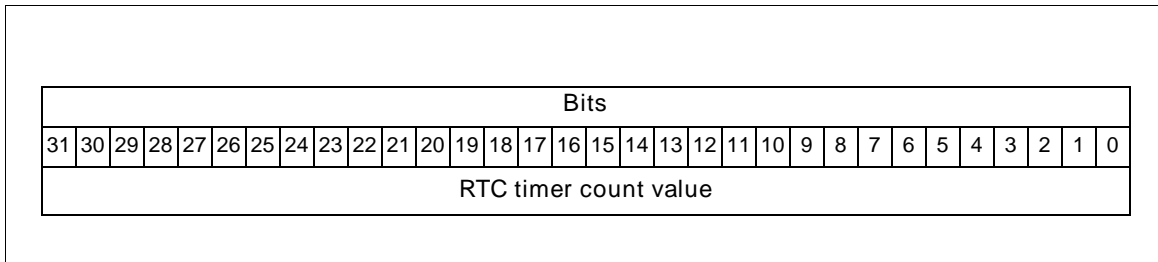 Bits
31 30 29 28 27 26 25 24 23 22 21 20 19 18 17 16 15 14 13 12 11 10 9 8 7 6 5 4 3 2 1 0
RTC timer count value